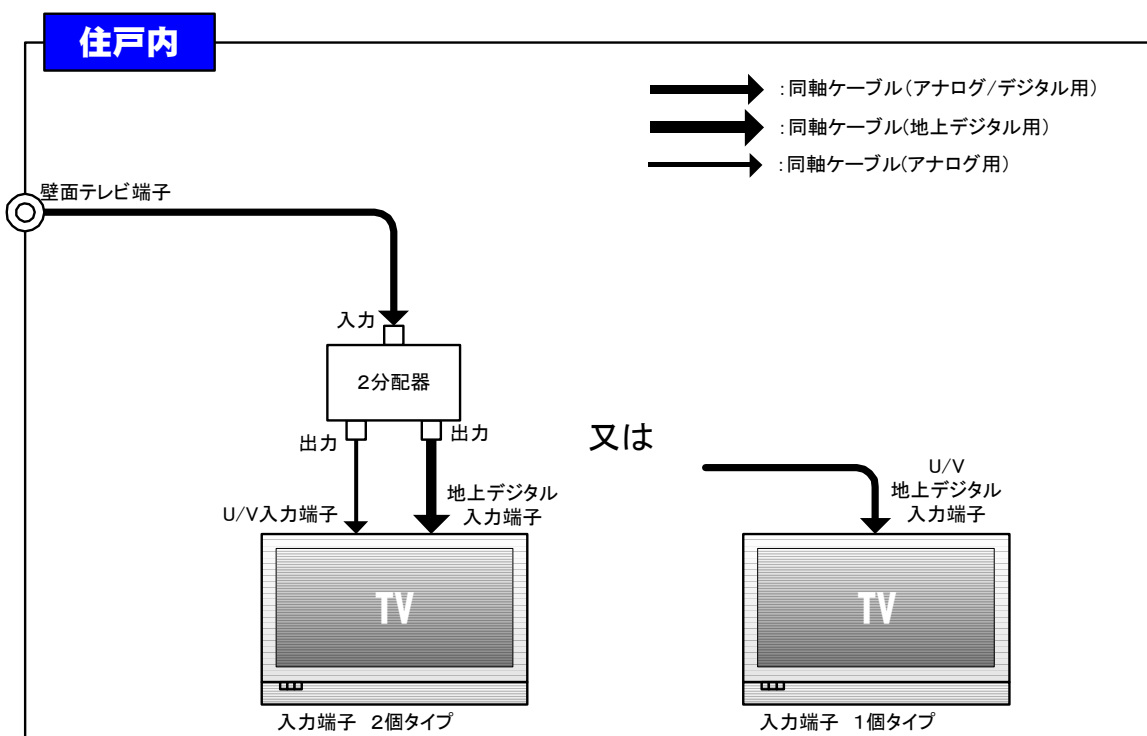 住戸内
:同軸ケーブル(アナログ/デジタル用)
:同軸ケーブル(地上デジタル用)
:同軸ケーブル(アナログ用)
壁面テレビ端子
入力
2分配器
出力
出力
又は
U/V入力端子
地上デジタル
入力端子
U/V
地上デジタル
入力端子
TV
TV
入力端子 2個タイプ
入力端子 1個タイプ